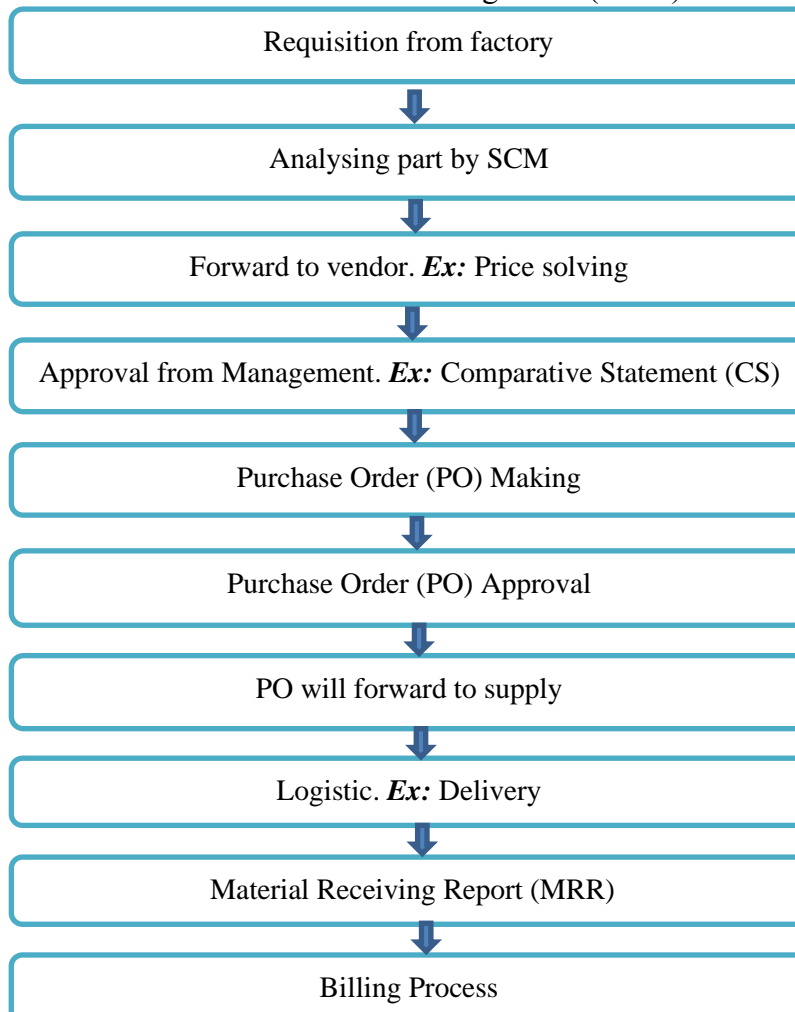 Requisition from factory
Analysing part by SCM
Forward to vendor. Ex: Price solving
Approval from Management. Ex: Comparative Statement (CS)
Purchase Order (PO) Making
Purchase Order (PO) Approval
PO will forward to supply
Logistic. Ex: Delivery
Material Receiving Report (MRR)
Billing Process